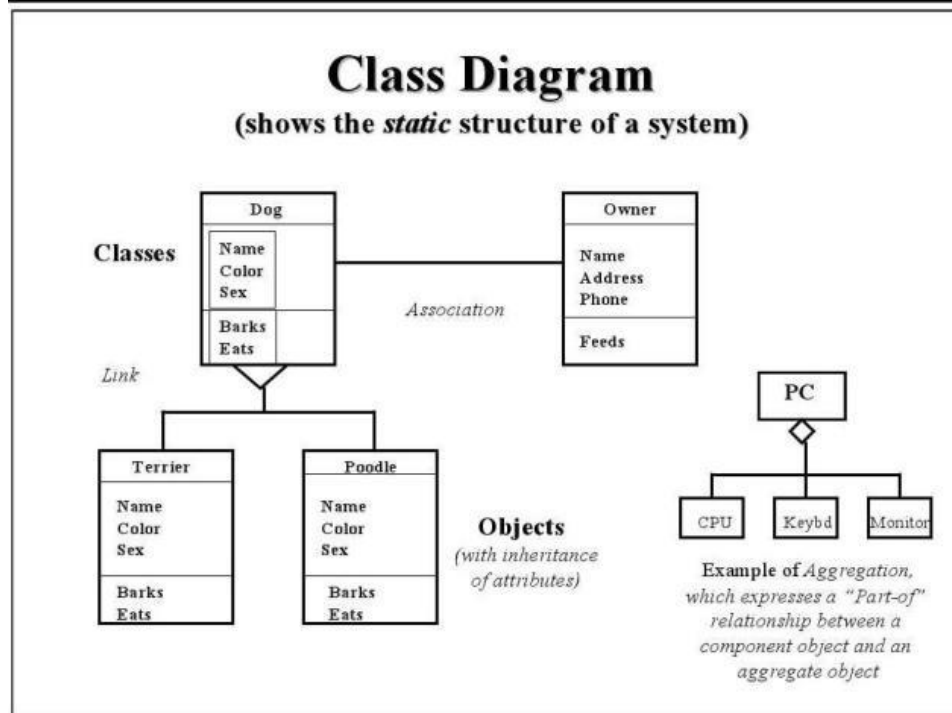 Class Diagram
(shows the static structure of a system)
Classes
Dog
Name
Color
Sex
Barks
Eats
Association
Owner
Name
Address
Phone
Feeds
Link
Terrier
Name
Color
Sex
Barks
Eats
Poodle
Name
Color
Sex
Barks
Eats
Objects
(with inheritance
of attributes)
PC
CPU
Keybd
Monitor
Example of Aggregation,
which expresses a “Part-of”
relationship between a
component object and an
aggregate object